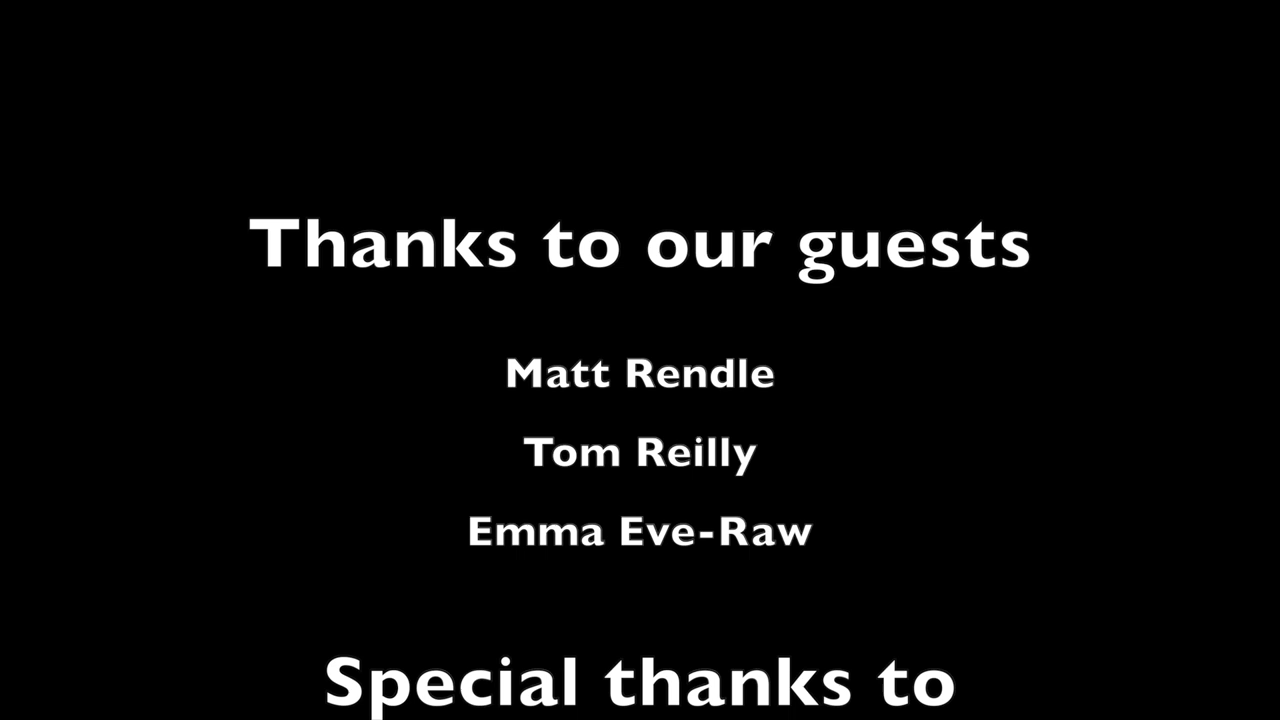 Thanks to our guests
Matt Rendle
Tom Reilly
Emma Eve-Raw
Special thanks to